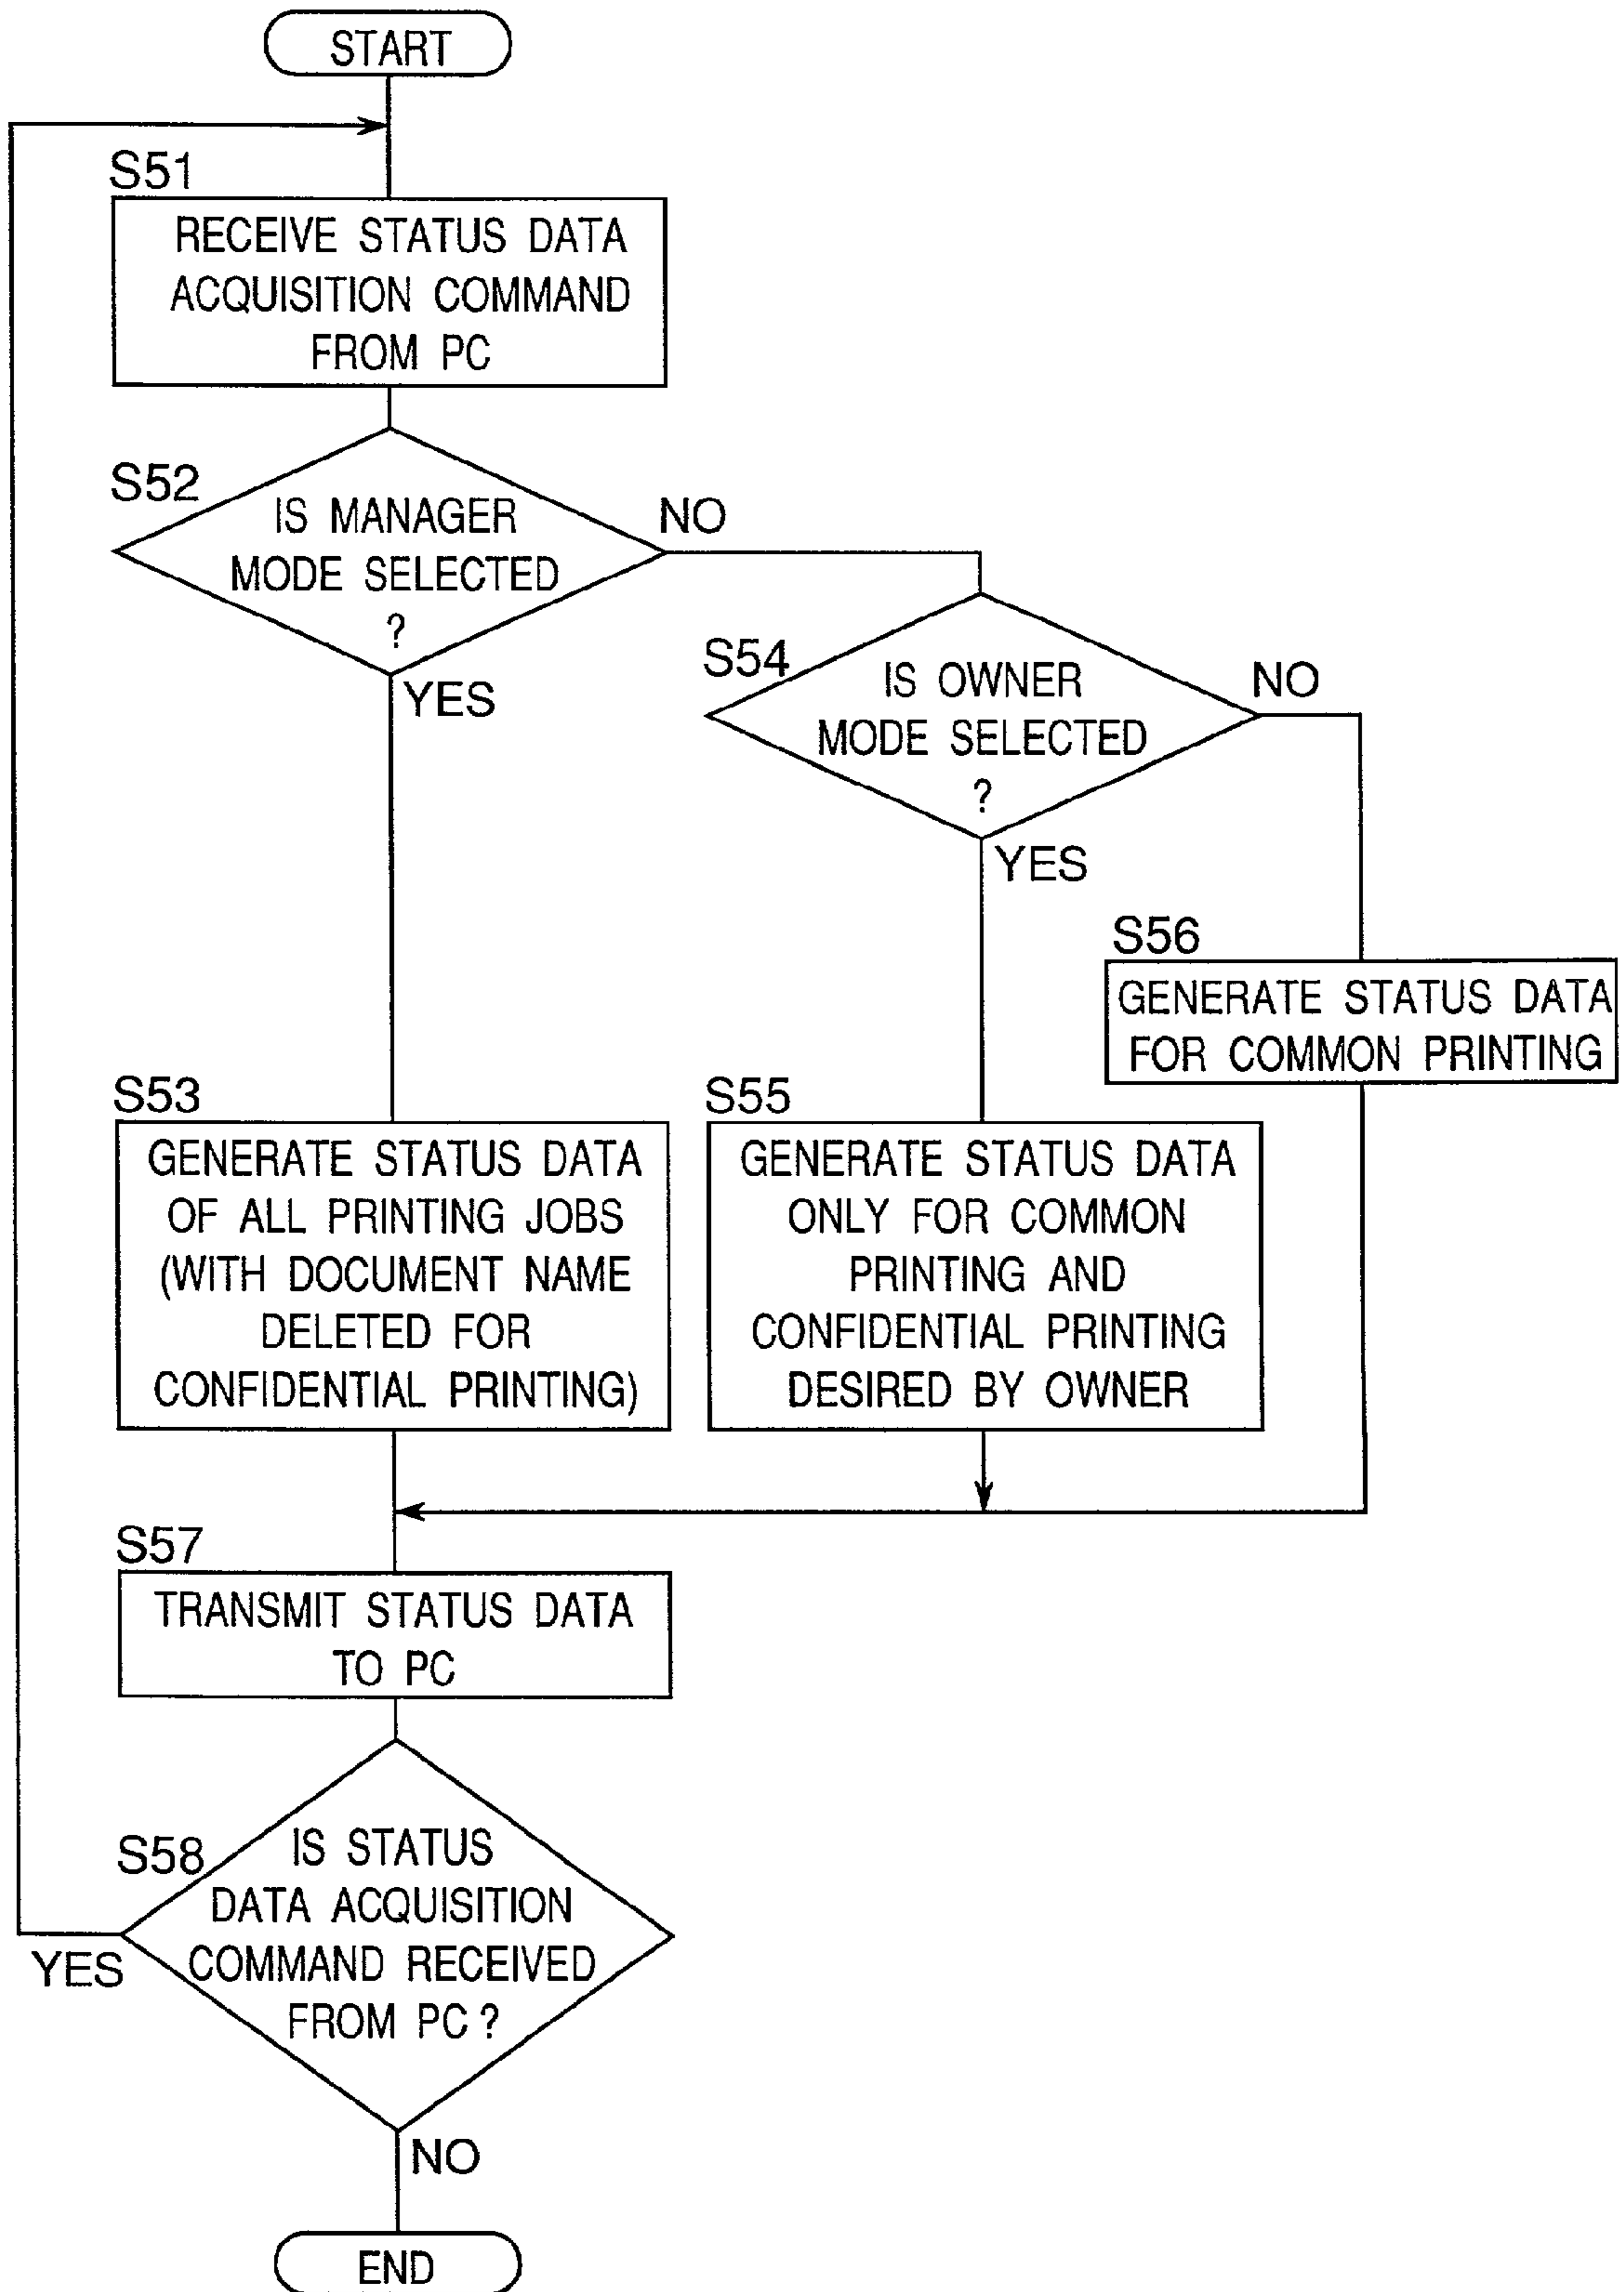 START
S51
RECEIVE STATUS DATA
ACQUISITION COMMAND
FROM PC
S52
IS MANAGER
MODE SELECTED
?
NO
YES
S54
IS OWNER
MODE SELECTED
?
NO
YES
S56
GENERATE STATUS DATA
FOR COMMON PRINTING
S53
GENERATE STATUS DATA
OF ALL PRINTING JOBS
(WITH DOCUMENT NAME
DELETED FOR
CONFIDENTIAL PRINTING)
S55
GENERATE STATUS DATA
ONLY FOR COMMON
PRINTING AND
CONFIDENTIAL PRINTING
DESIRED BY OWNER
S57
TRANSMIT STATUS DATA
TO PC
S58
IS STATUS
DATA ACQUISITION
COMMAND RECEIVED
FROM PC ?
YES
NO
END